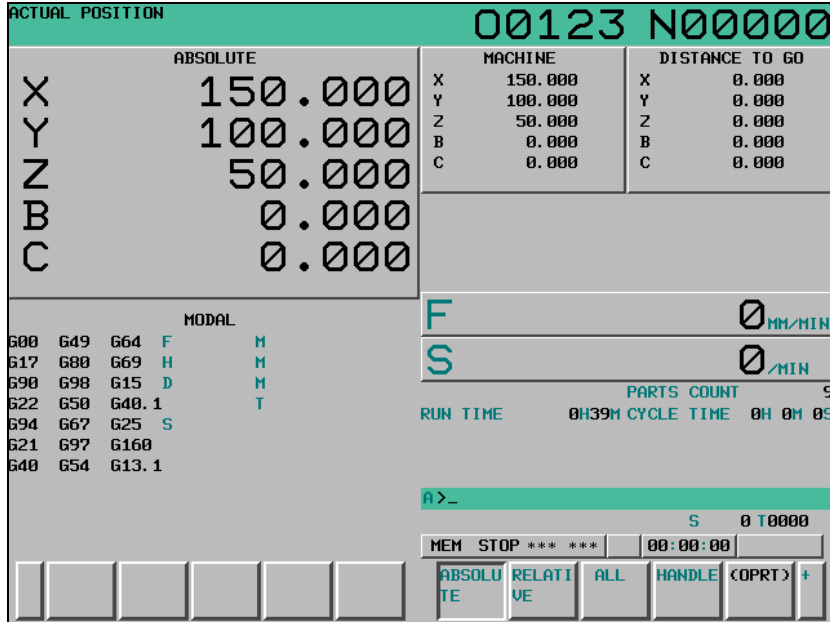 ACTUAL POSITION
O0123 N00000
ABSOLUTE
X 150.000
Y 100.000
Z 50.000
B 0.000
C 0.000
MACHINE
X 150.000
Y 100.000
Z 50.000
B 0.000
C 0.000
DISTANCE TO GO
X 0.000
Y 0.000
Z 0.000
B 0.000
C 0.000
MODAL
G00 G49 G64 F M
G17 G80 G69 H M
G90 G98 G15 D M
G22 G50 G40.1 T
G94 G67 G25 S
G21 G97 G160
G40 G54 G13.1
F 0 MM/MIN
S 0 /MIN
PARTS COUNT 9
RUN TIME 0H39M CYCLE TIME 0H 0M 0S
A>_
S 0 T0000
MEM STOP *** *** 00:00:00
ABSOLUTE RELATIVE ALL HANDLE (OPRT) +